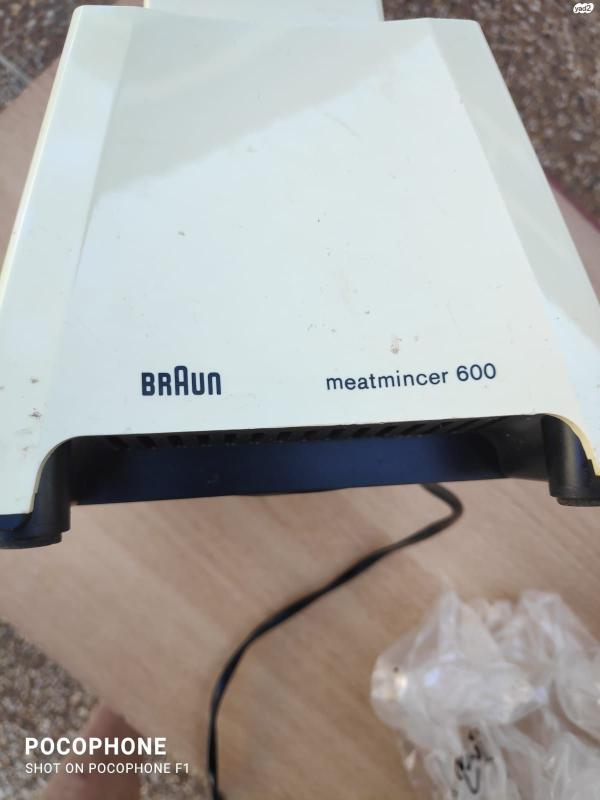 yad2
BRAUN
meatmincer 600
POCOPHONE
SHOT ON POCOPHONE F1